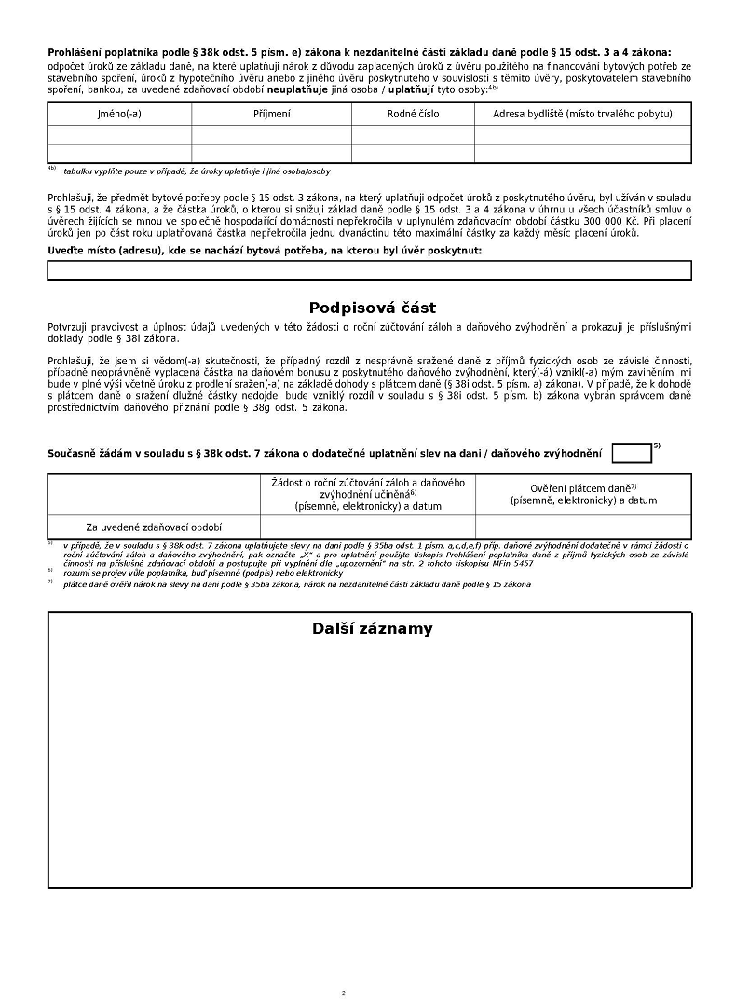 Prohlášení poplatníka podle § 38k odst. 5 písm. e) zákona k nezdanitelné části základu daně podle § 15 odst. 3 a 4 zákona:
odpočet úroků ze základu daně, na které uplatňuji nárok z důvodu zaplacených úroků z úvěru použitého na financování bytových potřeb ze
stavebního spoření, úroků z hypotečního úvěru anebo z jiného úvěru poskytnutého v souvislosti s těmito úvěry, poskytovatelem stavebního
spoření, bankou, za uvedené zdaňovací období neuplatňuje jiná osoba / uplatňují tyto osoby:4b)
Jméno(-a) Příjmení Rodné číslo Adresa bydliště (místo trvalého pobytu)
4b) tabulku vyplňte pouze v případě, že úroky uplatňuje i jiná osoba/osoby
Prohlašuji, že předmět bytové potřeby podle § 15 odst. 3 zákona, na který uplatňuji odpočet úroků z poskytnutého úvěru, byl užíván v souladu
s § 15 odst. 4 zákona, a že částka úroků, o kterou si snižuji základ daně podle § 15 odst. 3 a 4 zákona v úhrnu u všech účastníků smluv o
úvěrech žijících se mnou ve společně hospodařící domácnosti nepřekročila v uplynulém zdaňovacím období částku 300 000 Kč. Při placení
úroků jen po část roku uplatňovaná částka nepřekročila jednu dvanáctinu této maximální částky za každý měsíc placení úroků.
Uveďte místo (adresu), kde se nachází bytová potřeba, na kterou byl úvěr poskytnut:
Podpisová část
Potvrzuji pravdivost a úplnost údajů uvedených v této žádosti o roční zúčtování záloh a daňového zvýhodnění a prokazuji je příslušnými
doklady podle § 38l zákona.
Prohlašuji, že jsem si vědom(-a) skutečnosti, že případný rozdíl z nesprávně sražené daně z příjmů fyzických osob ze závislé činnosti,
případně neoprávněně vyplacená částka na daňovém bonusu z poskytnutého daňového zvýhodnění, který(-á) vznikl(-a) mým zaviněním, mi
bude v plné výši včetně úroku z prodlení sražen(-a) na základě dohody s plátcem daně (§ 38i odst. 5 písm. a) zákona). V případě, že k dohodě
s plátcem daně o sražení dlužné částky nedojde, bude vzniklý rozdíl v souladu s § 38i odst. 5 písm. b) zákona vybrán správcem daně
prostřednictvím daňového přiznání podle § 38g odst. 5 zákona.
Současně žádám v souladu s § 38k odst. 7 zákona o dodatečné uplatnění slev na dani / daňového zvýhodnění 5)
Žádost o roční zúčtování záloh a daňového
zvýhodnění učiněná6)
(písemně, elektronicky) a datum
Ověření plátcem daně7)
(písemně, elektronicky) a datum
Za uvedené zdaňovací období
5) v případě, že v souladu s § 38k odst. 7 zákona uplatňujete slevy na dani podle § 35ba odst. 1 písm. a,c,d,e,f) příp. daňové zvýhodnění dodatečně v rámci žádosti o
roční zúčtování záloh a daňového zvýhodnění, pak označte „X“ a pro uplatnění použijte tiskopis Prohlášení poplatníka daně z příjmů fyzických osob ze závislé
činnosti na příslušné zdaňovací období a postupujte při vyplnění dle „upozornění“ na str. 2 tohoto tiskopisu MFin 5457
6) rozumí se projev vůle poplatníka, buď písemně (podpis) nebo elektronicky
7) plátce daně ověřil nárok na slevy na dani podle § 35ba zákona, nárok na nezdanitelné části základu daně podle § 15 zákona
Další záznamy
2